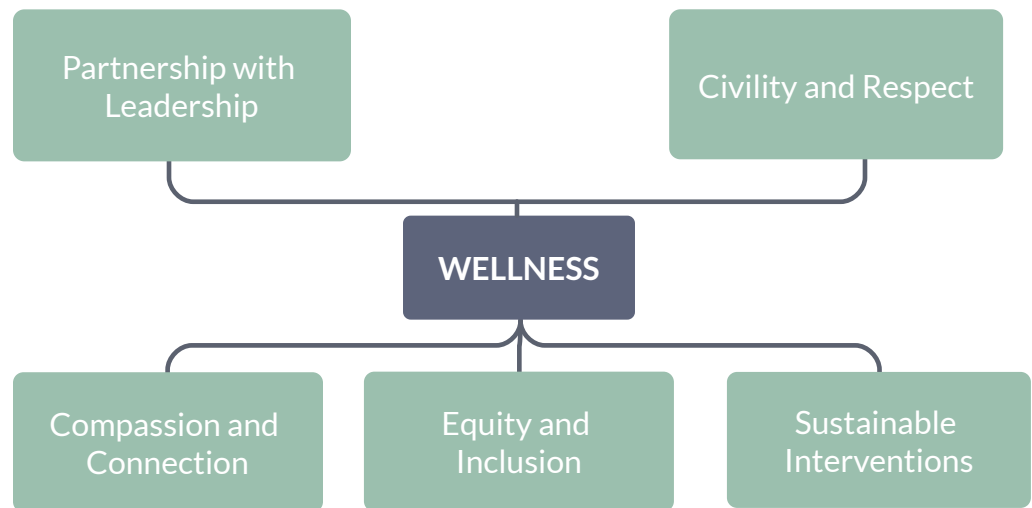 Partnership with
Leadership
Civility and Respect
WELLNESS
Compassion and
Connection
Equity and
Inclusion
Sustainable
Interventions